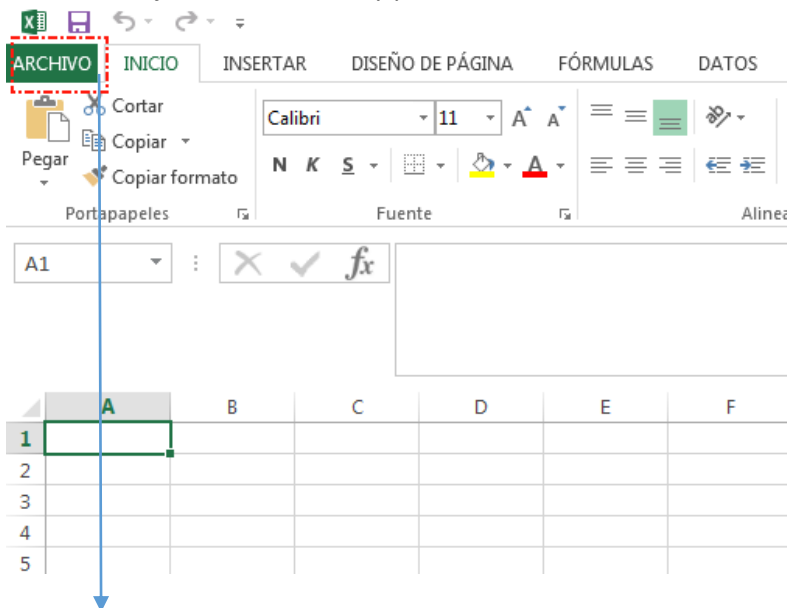 ARCHIVO INICIO INSERTAR DISEÑO DE PÁGINA FÓRMULAS DATOS
Cortar
Calibri 11 A A
Copiar
Pegar
N K S A
Copiar formato
Portapapeles Fuente Alinea
A1 fx
A B C D E F
1
2
3
4
5